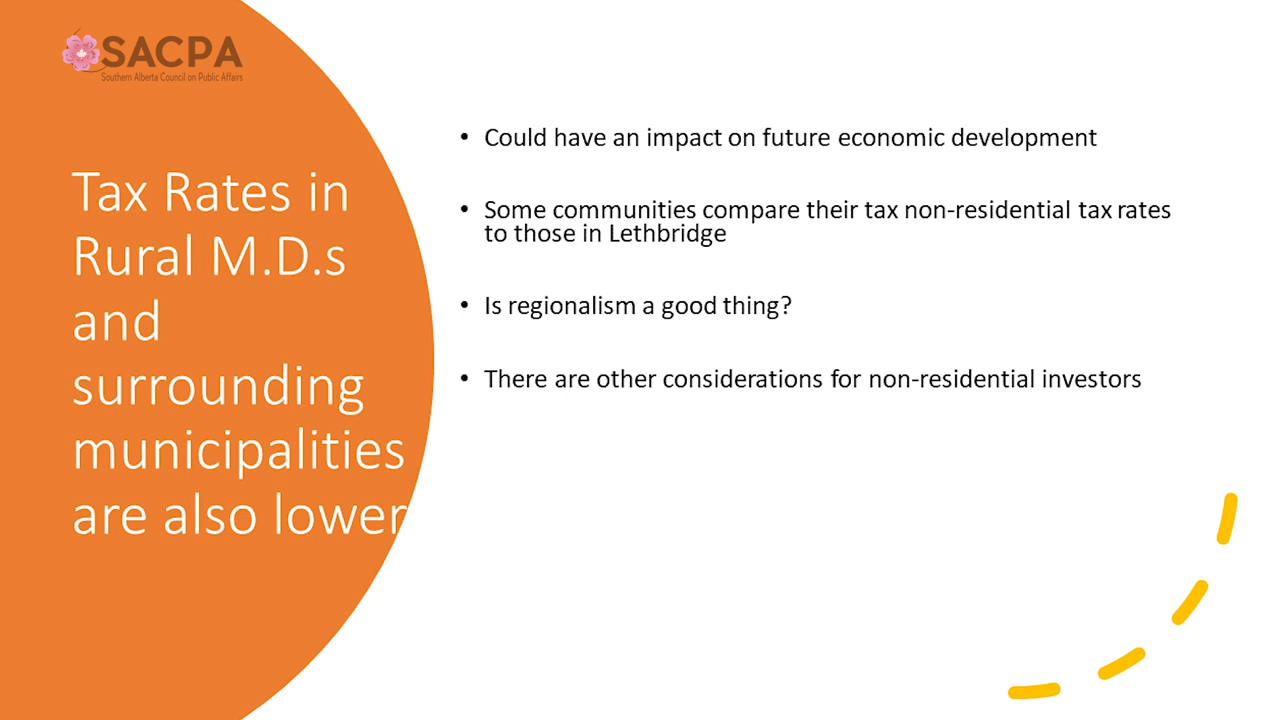 SACPA
Southern Alberta Council on Public Affairs
Tax Rates in
Rural M.D.s
and
surrounding
municipalities
are also lower
• Could have an impact on future economic development
• Some communities compare their tax non-residential tax rates
to those in Lethbridge
• Is regionalism a good thing?
• There are other considerations for non-residential investors